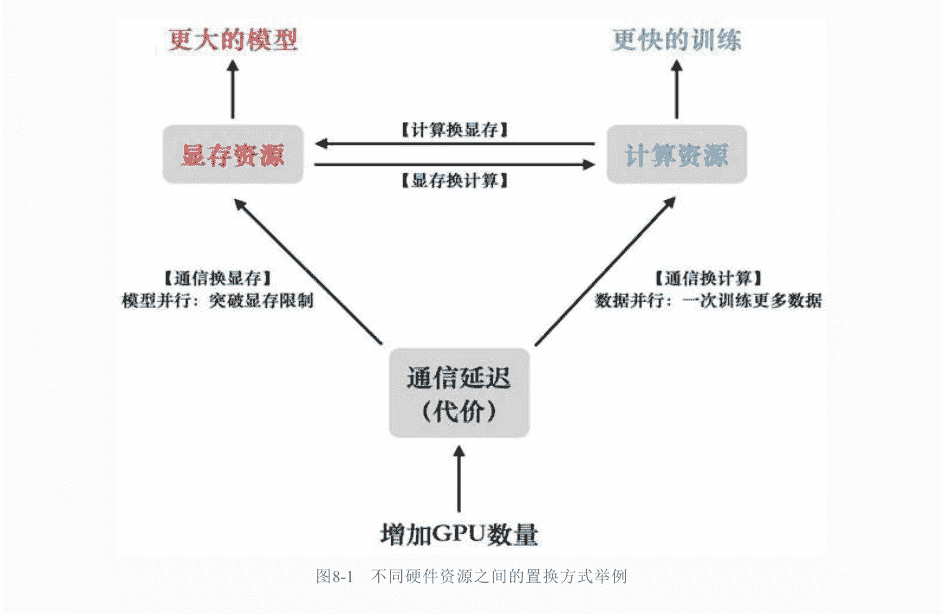 更大的模型
更快的训练
【计算换显存】
显存资源
计算资源
【显存换计算】
【通信换显存】
模型并行：突破显存限制
【通信换计算】
数据并行：一次训练更多数据
通信延迟
（代价）
增加GPU数量
图8-1 不同硬件资源之间的置换方式举例